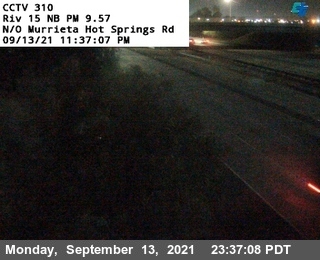 CCTV 310
Riv 15 NB PM 9.57
N/O Murrieta Hot Springs Rd
09/13/21 11:37:07 PM
Monday, September 13, 2021 23:37:08 PDT